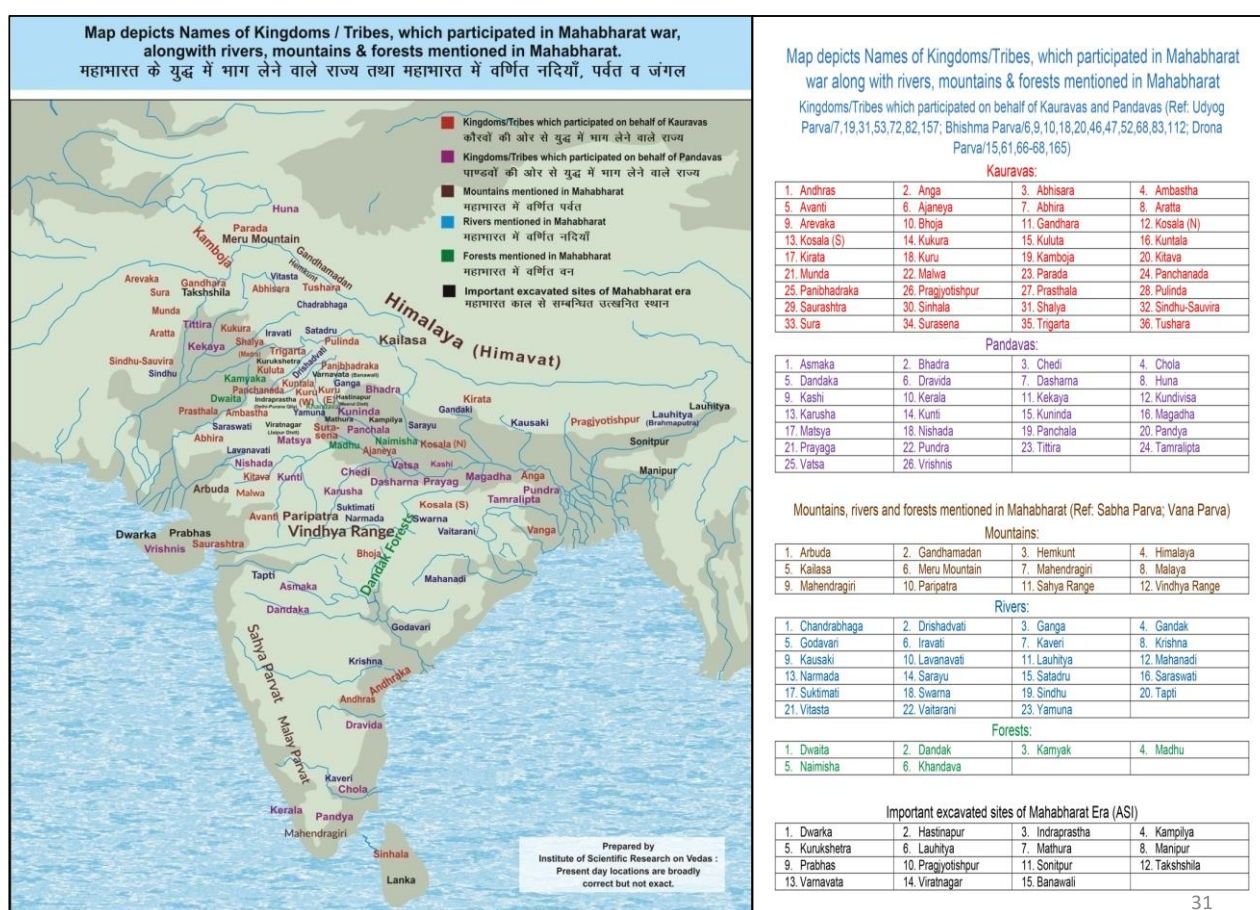 Map depicts Names of Kingdoms / Tribes, which participated in Mahabharat war,
alongwith rivers, mountains & forests mentioned in Mahabharat.
महाभारत के युद्ध में भाग लेने वाले राज्य तथा महाभारत में वर्णित नदियाँ, पर्वत व जंगल
Kingdoms/Tribes which participated on behalf of Kauravas
कौरवों की ओर से युद्ध में भाग लेने वाले राज्य
Kingdoms/Tribes which participated on behalf of Pandavas
पाण्डवों की ओर से युद्ध में भाग लेने वाले राज्य
Mountains mentioned in Mahabharat
महाभारत में वर्णित पर्वत
Rivers mentioned in Mahabharat
महाभारत में वर्णित नदियाँ
Forests mentioned in Mahabharat
महाभारत में वर्णित वन
Important excavated sites of Mahabharat era
महाभारत काल से सम्बन्धित उत्खनित स्थान
Huna
Parada
Kamboja
Meru Mountain
Gandhamadan
Hemkunt
Arevaka
Gandhara
Vitasta
Sura
Takshshila
Abhisara
Tushara
Chadrabhaga
Himalaya (Himavat)
Munda
Tittira
Kukura
Iravati
Satadru
Aratta
Kekaya
Shalya
(Madra)
Trigarta
Pulinda
Kailasa
Drishadvati
Kurukshetra
Sindhu-Sauvira
Sindhu
Kuluta
Panibhadraka
Varnavata (Banawali)
Kamyaka
Kuntala
Ganga
Bhadra
Panchanada
Kuru
(W)
Kuru
(E)
Hastinapur
(Meerut Distt)
Dwaita
Indraprastha
(Delhi-Purana Qila)
Khandava
Prasthala
Ambastha
Yamuna
Kuninda
Mathura
Kampilya
Gandaki
Kirata
Saraswati
Viratnagar
(Jaipur Distt)
Sura-
sena
Panchala
Sarayu
Kausaki
Pragjyotishpur
Lauhitya
(Brahmaputra)
Lauhitya
Abhira
Matsya
Madhu
Naimisha
Kosala (N)
Sonitpur
Lavanavati
Ajaneya
Nishada
Chedi
Vatsa
Kashi
Manipur
Kitava
Kunti
Dasharna
Prayag
Magadha
Anga
Arbuda
Malwa
Karusha
Pundra
Tamralipta
Suktimati
Kosala (S)
Avanti
Paripatra
Narmada
Swarna
Dwarka
Prabhas
Vindhya Range
Vaitarani
Vanga
Vrishnis
Saurashtra
Bhoja
Dandak Forests
Tapti
Mahanadi
Asmaka
Dandaka
Godavari
Sahya Parvat
Krishna
Andhraka
Andhras
Dravida
Malay Parvat
Kaveri
Chola
Kerala
Pandya
Mahendragiri
Sinhala
Lanka
Prepared by
Institute of Scientific Research on Vedas :
Present day locations are broadly
correct but not exact.
Map depicts Names of Kingdoms/Tribes, which participated in Mahabharat
war along with rivers, mountains & forests mentioned in Mahabharat
Kingdoms/Tribes which participated on behalf of Kauravas and Pandavas (Ref: Udyog
Parva/7,19,31,53,72,82,157; Bhishma Parva/6,9,10,18,20,46,47,52,68,83,112; Drona
Parva/15,61,66-68,165)
Kauravas:
1. Andhras 2. Anga 3. Abhisara 4. Ambastha
5. Avanti 6. Ajaneya 7. Abhira 8. Aratta
9. Arevaka 10. Bhoja 11. Gandhara 12. Kosala (N)
13. Kosala (S) 14. Kukura 15. Kuluta 16. Kuntala
17. Kirata 18. Kuru 19. Kamboja 20. Kitava
21. Munda 22. Malwa 23. Parada 24. Panchanada
25. Panibhadraka 26. Pragjyotishpur 27. Prasthala 28. Pulinda
29. Saurashtra 30. Sinhala 31. Shalya 32. Sindhu-Sauvira
33. Sura 34. Surasena 35. Trigarta 36. Tushara
Pandavas:
1. Asmaka 2. Bhadra 3. Chedi 4. Chola
5. Dandaka 6. Dravida 7. Dasharna 8. Huna
9. Kashi 10. Kerala 11. Kekaya 12. Kundivisa
13. Karusha 14. Kunti 15. Kuninda 16. Magadha
17. Matsya 18. Nishada 19. Panchala 20. Pandya
21. Prayaga 22. Pundra 23. Tittira 24. Tamralipta
25. Vatsa 26. Vrishnis
Mountains, rivers and forests mentioned in Mahabharat (Ref: Sabha Parva; Vana Parva)
Mountains:
1. Arbuda 2. Gandhamadan 3. Hemkunt 4. Himalaya
5. Kailasa 6. Meru Mountain 7. Mahendragiri 8. Malaya
9. Mahendragiri 10. Paripatra 11. Sahya Range 12. Vindhya Range
Rivers:
1. Chandrabhaga 2. Drishadvati 3. Ganga 4. Gandak
5. Godavari 6. Iravati 7. Kaveri 8. Krishna
9. Kausaki 10. Lavanavati 11. Lauhitya 12. Mahanadi
13. Narmada 14. Sarayu 15. Satadru 16. Saraswati
17. Suktimati 18. Swarna 19. Sindhu 20. Tapti
21. Vitasta 22. Vaitarani 23. Yamuna
Forests:
1. Dwaita 2. Dandak 3. Kamyak 4. Madhu
5. Naimisha 6. Khandava
Important excavated sites of Mahabharat Era (ASI)
1. Dwarka 2. Hastinapur 3. Indraprastha 4. Kampilya
5. Kurukshetra 6. Lauhitya 7. Mathura 8. Manipur
9. Prabhas 10. Pragjyotishpur 11. Sonitpur 12. Takshshila
13. Varnavata 14. Viratnagar 15. Banawali
31